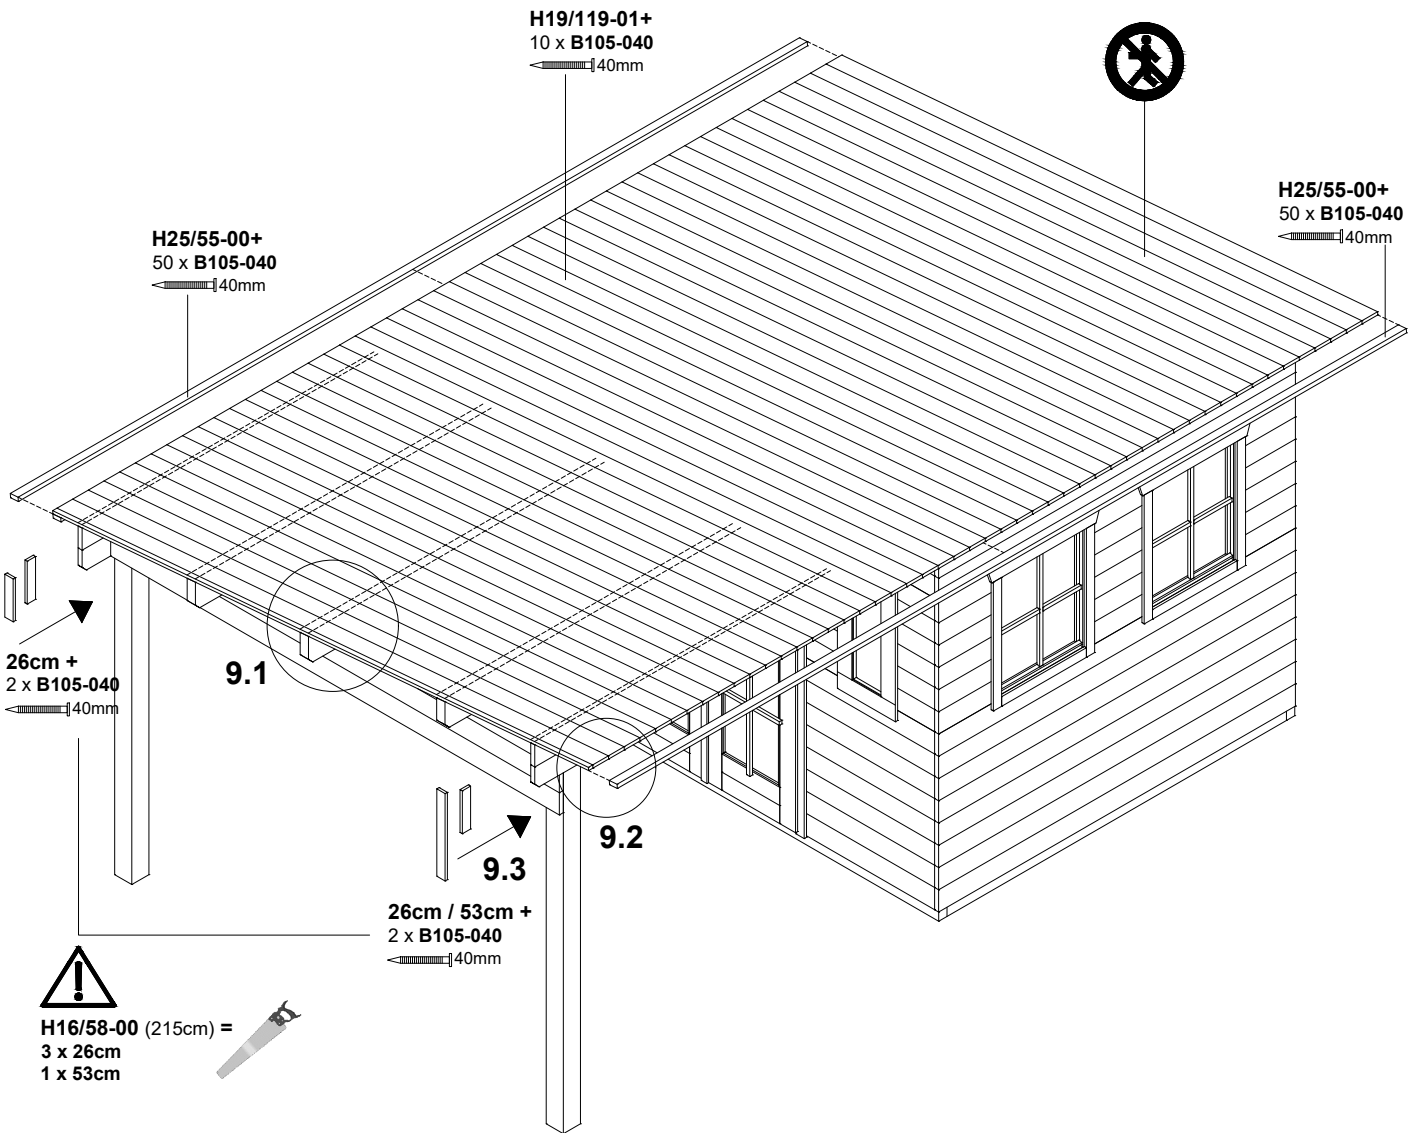 H19/119-01+
10 x B105-040
40mm
H25/55-00+
50 x B105-040
40mm
H25/55-00+
50 x B105-040
40mm
9.1
26cm +
2 x B105-040
40mm
9.2
9.3
26cm / 53cm +
2 x B105-040
40mm
H16/58-00 (215cm) =
3 x 26cm
1 x 53cm